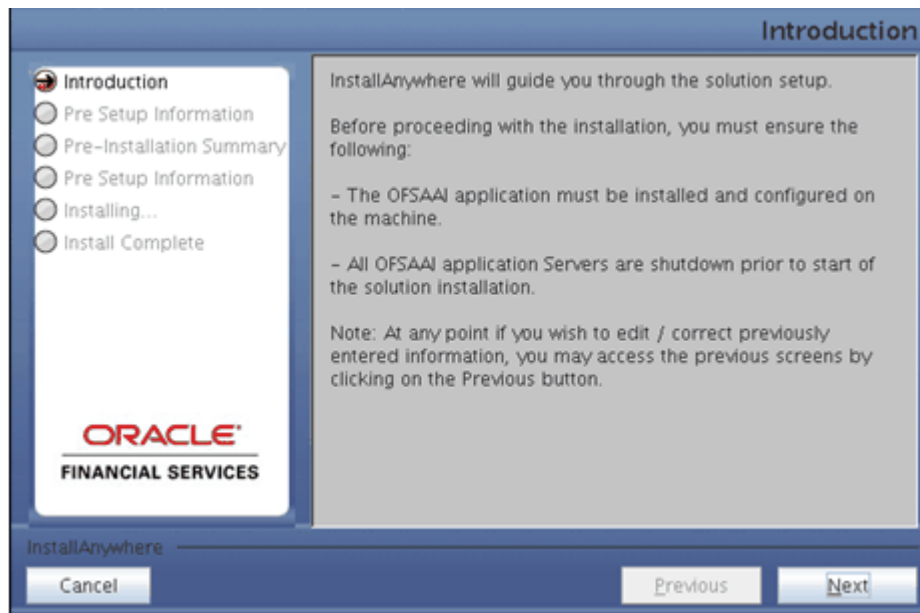 Introduction
Introduction
Pre Setup Information
Pre-Installation Summary
Pre Setup Information
Installing...
Install Complete
ORACLE
FINANCIAL SERVICES
InstallAnywhere will guide you through the solution setup.
Before proceeding with the installation, you must ensure the
following:
- The OFSAAI application must be installed and configured on
the machine.
- All OFSAAI application Servers are shutdown prior to start of
the solution installation.
Note: At any point if you wish to edit / correct previously
entered information, you may access the previous screens by
clicking on the Previous button.
InstallAnywhere
Cancel
Previous
Next